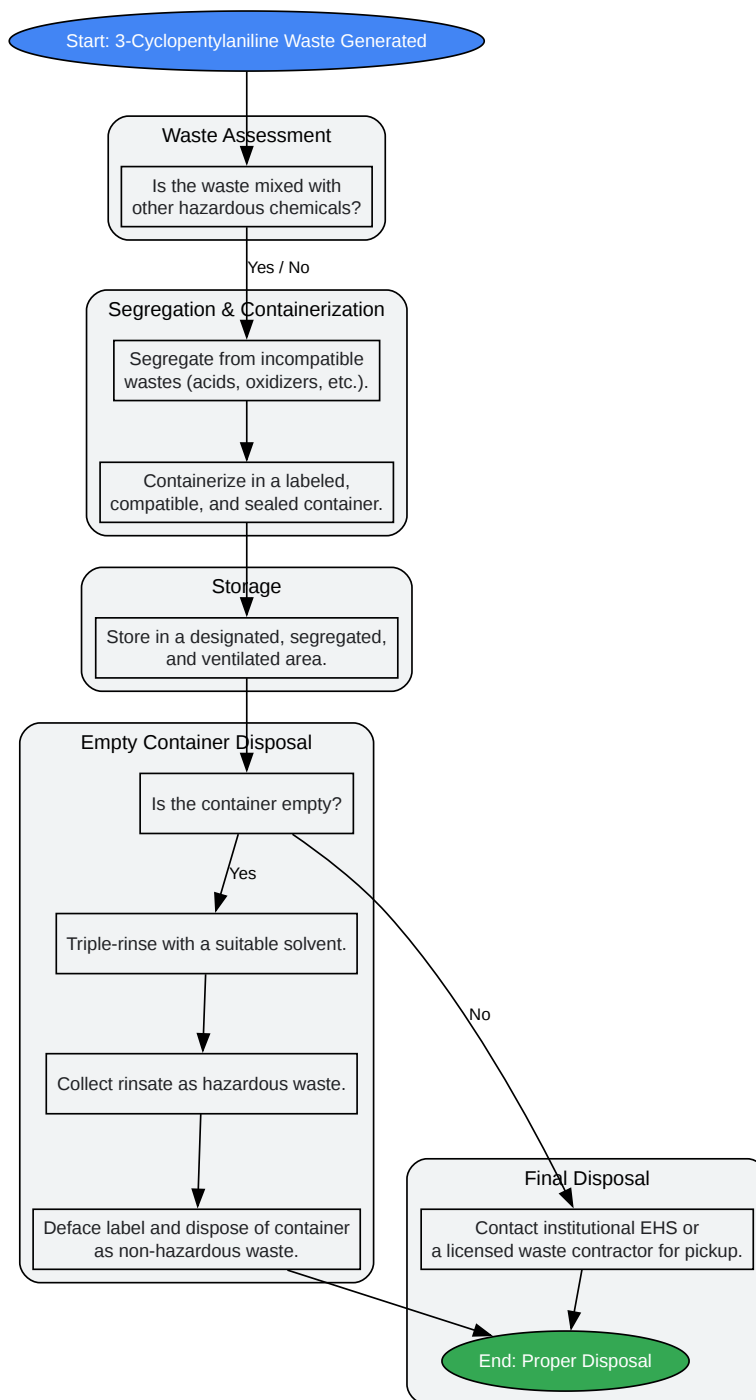 Start: 3-Cyclopentylaniline Waste Generated
Waste Assessment
Is the waste mixed with
other hazardous chemicals?
Yes / No
Segregation & Containerization
Segregate from incompatible
wastes (acids, oxidizers, etc.).
Containerize in a labeled,
compatible, and sealed container.
Storage
Store in a designated, segregated,
and ventilated area.
Empty Container Disposal
Is the container empty?
Yes
Triple-rinse with a suitable solvent.
No
Collect rinsate as hazardous waste.
Final Disposal
Deface label and dispose of container
as non-hazardous waste.
Contact institutional EHS or
a licensed waste contractor for pickup.
End: Proper Disposal